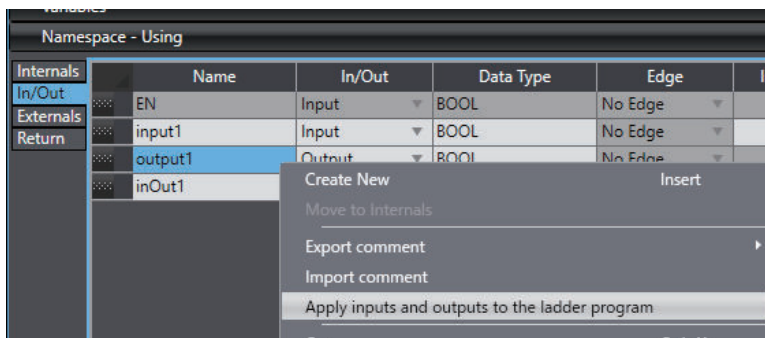 Namespace - Using
Internals
In/Out
Externals
Return
Name In/Out Data Type Edge
EN Input BOOL No Edge
input1 Input BOOL No Edge
output1 Output BOOL No Edge
inOut1
Create New Insert
Move to Internals
Export comment
Import comment
Apply inputs and outputs to the ladder program